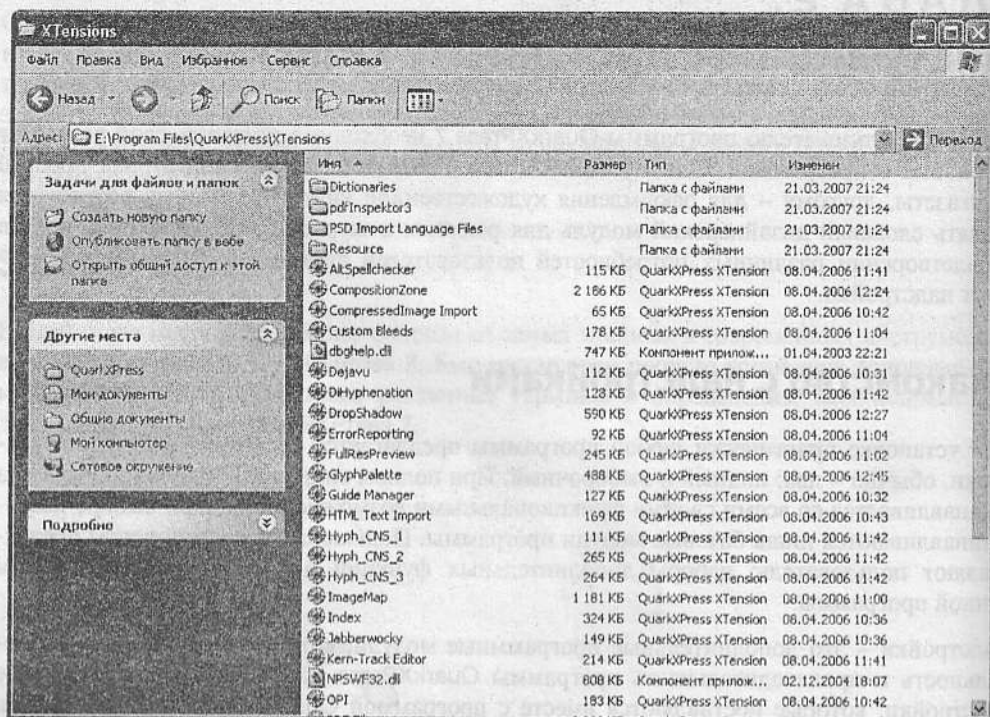 XTensions
Файл Правка Вид Избранное Сервис Справка
Назад Поиск Папки
Адрес: E:\Program Files\QuarkXPress\XTensions Переход
Задачи для файлов и папок
Создать новую папку
Опубликовать папку в вебе
Открыть общий доступ к этой папке
Другие места
QuarkXPress
Мои документы
Общие документы
Мой компьютер
Сетевое окружение
Подробно
Имя Размер Тип Изменен
Dictionaries Папка с файлами 21.03.2007 21:24
pdfInspektor3 Папка с файлами 21.03.2007 21:24
PSD Import Language Files Папка с файлами 21.03.2007 21:24
Resource Папка с файлами 21.03.2007 21:24
AltSpellchecker 115 КБ QuarkXPress XTension 08.04.2006 11:41
CompositionZone 2 186 КБ QuarkXPress XTension 08.04.2006 12:24
CompressedImage Import 65 КБ QuarkXPress XTension 08.04.2006 10:42
Custom Bleeds 178 КБ QuarkXPress XTension 08.04.2006 11:04
dbghelp.dll 747 КБ Компонент прилож... 01.04.2003 22:21
Dejavu 112 КБ QuarkXPress XTension 08.04.2006 10:31
DiHyphenation 128 КБ QuarkXPress XTension 08.04.2006 11:42
DropShadow 590 КБ QuarkXPress XTension 08.04.2006 12:27
ErrorReporting 92 КБ QuarkXPress XTension 08.04.2006 11:01
FullResPreview 245 КБ QuarkXPress XTension 08.04.2006 11:02
GlyphPalette 488 КБ QuarkXPress XTension 08.04.2006 12:45
Guide Manager 127 КБ QuarkXPress XTension 08.04.2006 10:32
HTML Text Import 169 КБ QuarkXPress XTension 08.04.2006 10:43
Hyph_CNS_1 111 КБ QuarkXPress XTension 08.04.2006 11:42
Hyph_CNS_2 265 КБ QuarkXPress XTension 08.04.2006 11:42
Hyph_CNS_3 264 КБ QuarkXPress XTension 08.04.2006 11:42
ImageMap 1 181 КБ QuarkXPress XTension 08.04.2006 11:00
Index 324 КБ QuarkXPress XTension 08.04.2006 10:36
Jabberwocky 149 КБ QuarkXPress XTension 08.04.2006 10:36
Kern-Track Editor 214 КБ QuarkXPress XTension 08.04.2006 11:41
NPSWF32.dll 808 КБ Компонент прилож... 02.12.2004 18:07
OPI 183 КБ QuarkXPress XTension 08.04.2006 10:42